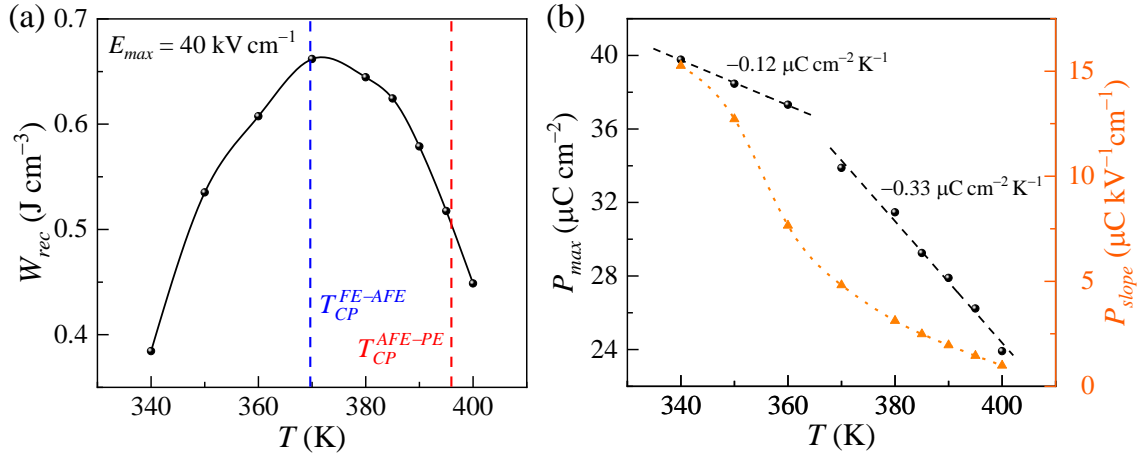 (a)
0.7
0.6
0.5
0.4
W_rec (J cm⁻³)
E_max = 40 kV cm⁻¹
T_CP^FE–AFE
T_CP^AFE–PE
340 360 380 400
T (K)
(b)
40
36
32
28
24
P_max (μC cm⁻²)
−0.12 μC cm⁻² K⁻¹
−0.33 μC cm⁻² K⁻¹
15
10
5
0
P_slope (μC kV⁻¹cm⁻¹)
340 360 380 400
T (K)